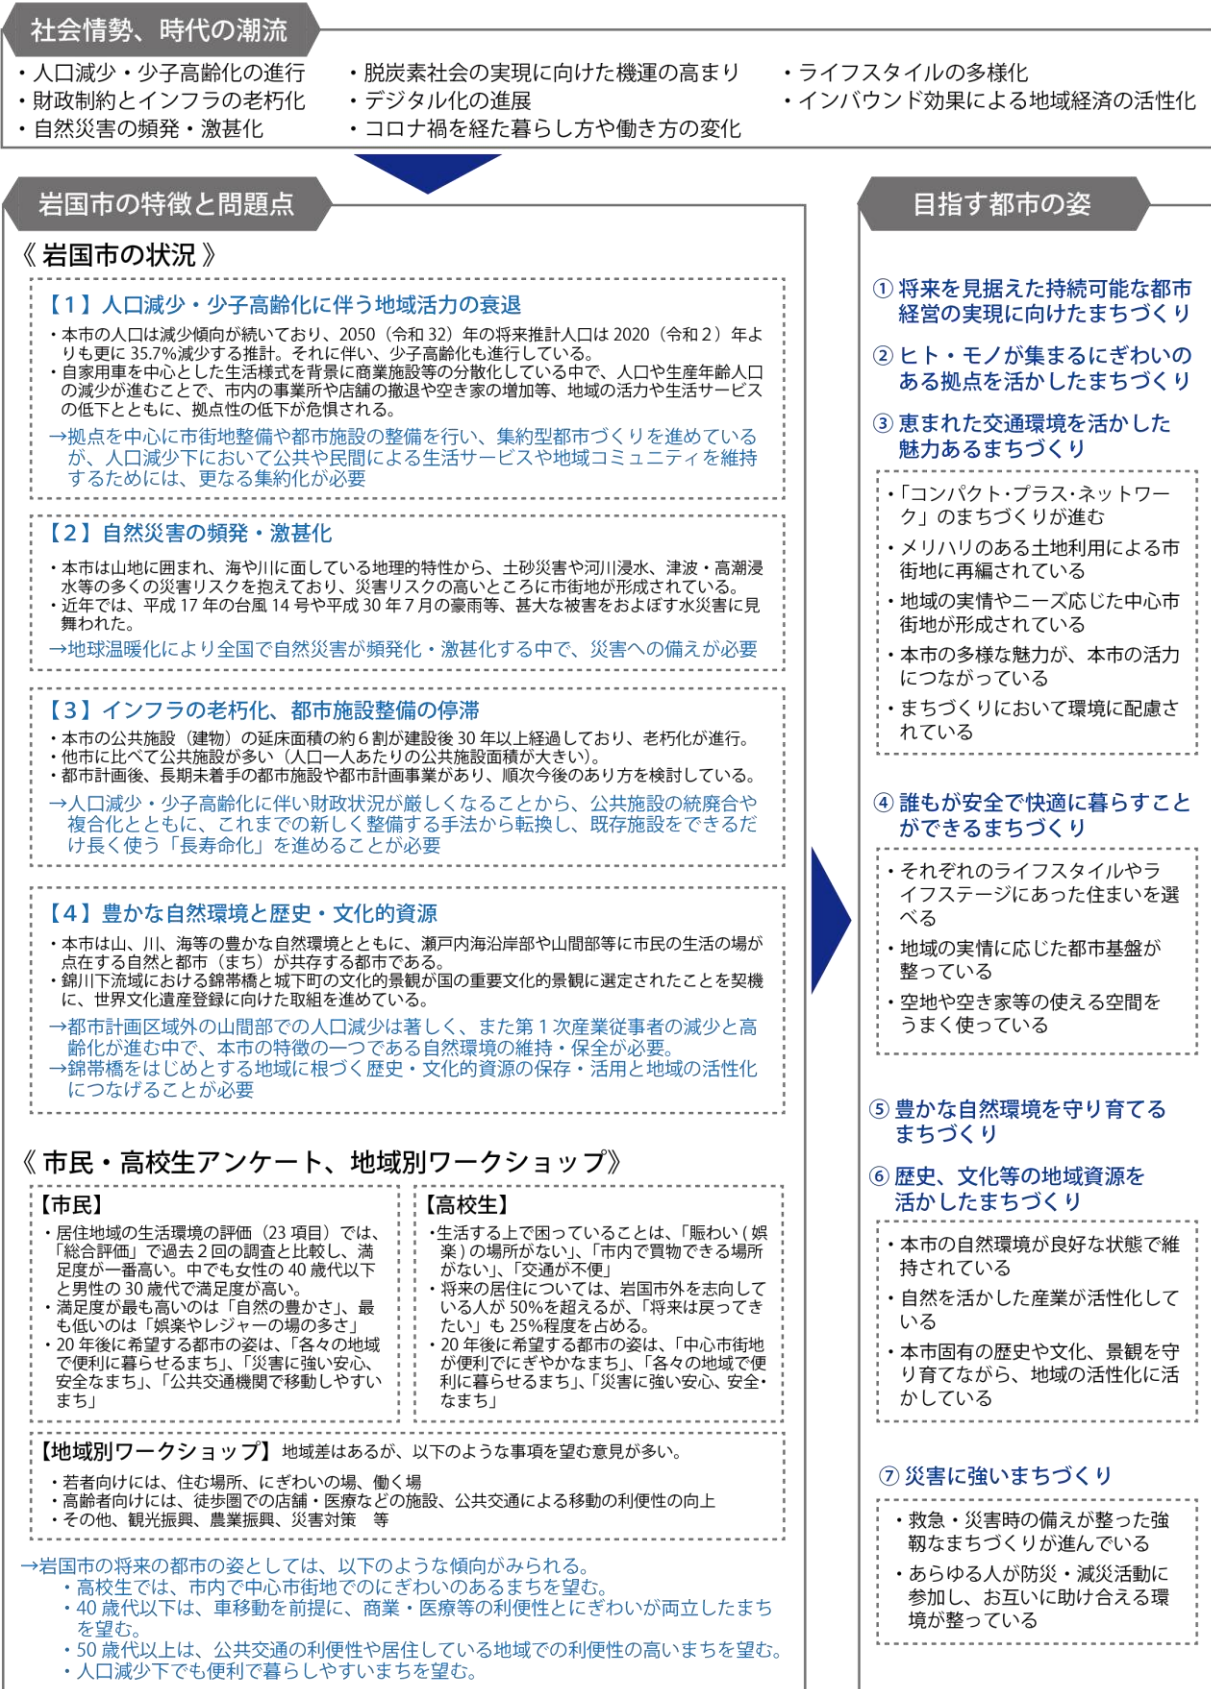 社会情勢、時代の潮流
・人口減少・少子高齢化の進行
・財政制約とインフラの老朽化
・自然災害の頻発・激甚化
・脱炭素社会の実現に向けた機運の高まり
・デジタル化の進展
・コロナ禍を経た暮らし方や働き方の変化
・ライフスタイルの多様化
・インバウンド効果による地域経済の活性化
岩国市の特徴と問題点
《 岩国市の状況 》
【1】人口減少・少子高齢化に伴う地域活力の衰退
・本市の人口は減少傾向が続いており、2050（令和 32）年の将来推計人口は 2020（令和２）年よ
りも更に 35.7%減少する推計。それに伴い、少子高齢化も進行している。
・自家用車を中心とした生活様式を背景に商業施設等の分散化している中で、人口や生産年齢人口
の減少が進むことで、市内の事業所や店舗の撤退や空き家の増加等、地域の活力や生活サービス
の低下とともに、拠点性の低下が危惧される。
→拠点を中心に市街地整備や都市施設の整備を行い、集約型都市づくりを進めている
が、人口減少下において公共や民間による生活サービスや地域コミュニティを維持
するためには、更なる集約化が必要
【2】自然災害の頻発・激甚化
・本市は山地に囲まれ、海や川に面している地理的特性から、土砂災害や河川浸水、津波・高潮浸
水等の多くの災害リスクを抱えており、災害リスクの高いところに市街地が形成されている。
・近年では、平成 17 年の台風 14 号や平成 30 年７月の豪雨等、甚大な被害をおよぼす水災害に見
舞われた。
→地球温暖化により全国で自然災害が頻発化・激甚化する中で、災害への備えが必要
【3】インフラの老朽化、都市施設整備の停滞
・本市の公共施設（建物）の延床面積の約６割が建設後 30 年以上経過しており、老朽化が進行。
・他市に比べて公共施設が多い（人口一人あたりの公共施設面積が大きい）。
・都市計画後、長期未着手の都市施設や都市計画事業があり、順次今後のあり方を検討している。
→人口減少・少子高齢化に伴い財政状況が厳しくなることから、公共施設の統廃合や
複合化とともに、これまでの新しく整備する手法から転換し、既存施設をできるだ
け長く使う「長寿命化」を進めることが必要
【4】豊かな自然環境と歴史・文化的資源
・本市は山、川、海等の豊かな自然環境とともに、瀬戸内海沿岸部や山間部等に市民の生活の場が
点在する自然と都市（まち）が共存する都市である。
・錦川下流域における錦帯橋と城下町の文化的景観が国の重要文化的景観に選定されたことを契機
に、世界文化遺産登録に向けた取組を進めている。
→都市計画区域外の山間部での人口減少は著しく、また第１次産業従事者の減少と高
齢化が進む中で、本市の特徴の一つである自然環境の維持・保全が必要。
→錦帯橋をはじめとする地域に根づく歴史・文化的資源の保存・活用と地域の活性化
につなげることが必要
《 市民・高校生アンケート、地域別ワークショップ》
【市民】
・居住地域の生活環境の評価（23 項目）では、
「総合評価」で過去２回の調査と比較し、満
足度が一番高い。中でも女性の 40 歳代以下
と男性の 30 歳代で満足度が高い。
・満足度が最も高いのは「自然の豊かさ」、最
も低いのは「娯楽やレジャーの場の多さ」
・20 年後に希望する都市の姿は、「各々の地域
で便利に暮らせるまち」、「災害に強い安心、
安全なまち」、「公共交通機関で移動しやすい
まち」
【高校生】
・生活する上で困っていることは、「賑わい ( 娯
楽 ) の場所がない」、「市内で買物できる場所
がない」、「交通が不便」
・将来の居住については、岩国市外を志向して
いる人が 50%を超えるが、「将来は戻ってき
たい」も 25%程度を占める。
・20 年後に希望する都市の姿は、「中心市街地
が便利でにぎやかなまち」、「各々の地域で便
利に暮らせるまち」、「災害に強い安心、安全・
なまち」
【地域別ワークショップ】地域差はあるが、以下のような事項を望む意見が多い。
・若者向けには、住む場所、にぎわいの場、働く場
・高齢者向けには、徒歩圏での店舗・医療などの施設、公共交通による移動の利便性の向上
・その他、観光振興、農業振興、災害対策　等
→岩国市の将来の都市の姿としては、以下のような傾向がみられる。
・高校生では、市内で中心市街地でのにぎわいのあるまちを望む。
・40 歳代以下は、車移動を前提に、商業・医療等の利便性とにぎわいが両立したまち
を望む。
・50 歳代以上は、公共交通の利便性や居住している地域での利便性の高いまちを望む。
・人口減少下でも便利で暮らしやすいまちを望む。
目指す都市の姿
① 将来を見据えた持続可能な都市
経営の実現に向けたまちづくり
② ヒト・モノが集まるにぎわいの
ある拠点を活かしたまちづくり
③ 恵まれた交通環境を活かした
魅力あるまちづくり
・「コンパクト・プラス・ネットワー
ク」のまちづくりが進む
・メリハリのある土地利用による市
街地に再編されている
・地域の実情やニーズ応じた中心市
街地が形成されている
・本市の多様な魅力が、本市の活力
につながっている
・まちづくりにおいて環境に配慮さ
れている
④ 誰もが安全で快適に暮らすこと
ができるまちづくり
・それぞれのライフスタイルやラ
イフステージにあった住まいを選
べる
・地域の実情に応じた都市基盤が
整っている
・空地や空き家等の使える空間を
うまく使っている
⑤ 豊かな自然環境を守り育てる
まちづくり
⑥ 歴史、文化等の地域資源を
活かしたまちづくり
・本市の自然環境が良好な状態で維
持されている
・自然を活かした産業が活性化して
いる
・本市固有の歴史や文化、景観を守
り育てながら、地域の活性化に活
かしている
⑦ 災害に強いまちづくり
・救急・災害時の備えが整った強
靱なまちづくりが進んでいる
・あらゆる人が防災・減災活動に
参加し、お互いに助け合える環
境が整っている